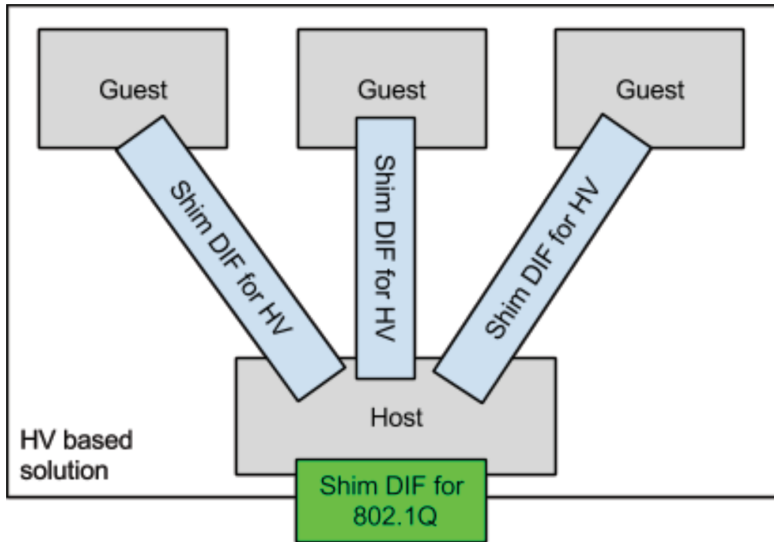 Guest
Guest
Guest
Shim DIF for HV
Shim DIF for HV
Shim DIF for HV
Host
HV based
solution
Shim DIF for
802.1Q